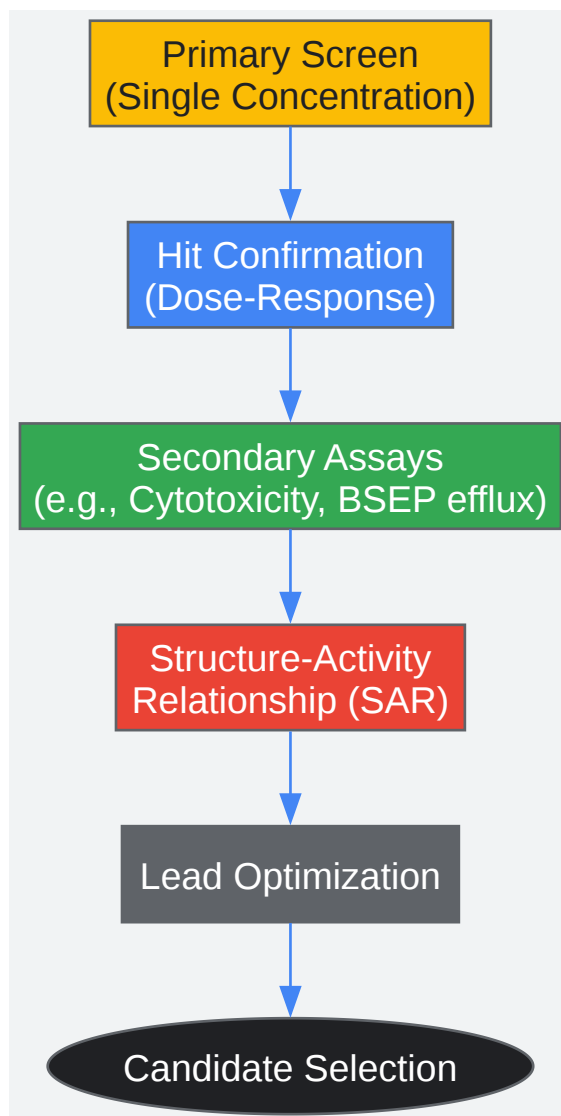 Primary Screen
(Single Concentration)
Hit Confirmation
(Dose-Response)
Secondary Assays
(e.g., Cytotoxicity, BSEP efflux)
Structure-Activity
Relationship (SAR)
Lead Optimization
Candidate Selection